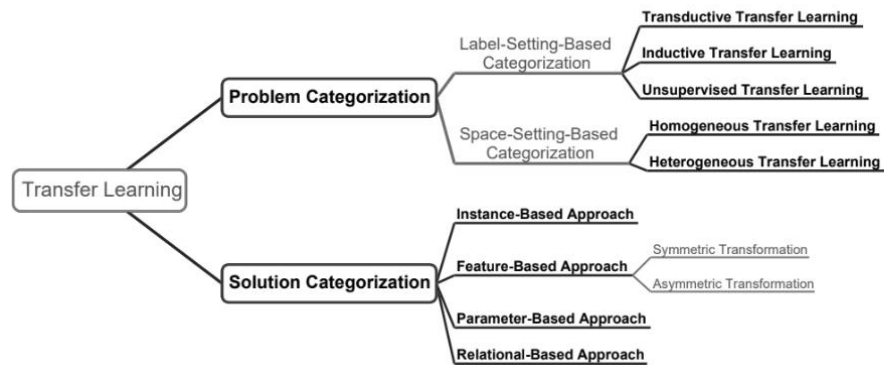 Transfer Learning
Problem Categorization
Label-Setting-Based
Categorization
Transductive Transfer Learning
Inductive Transfer Learning
Unsupervised Transfer Learning
Space-Setting-Based
Categorization
Homogeneous Transfer Learning
Heterogeneous Transfer Learning
Solution Categorization
Instance-Based Approach
Feature-Based Approach
Symmetric Transformation
Asymmetric Transformation
Parameter-Based Approach
Relational-Based Approach